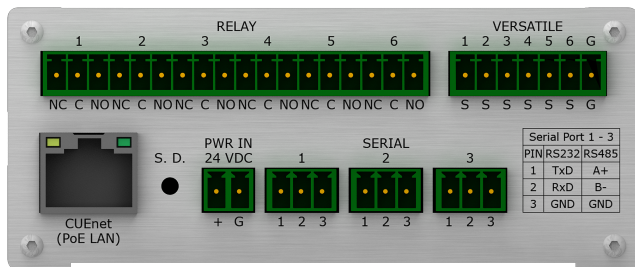 RELAY
1 2 3 4 5 6
NC C NO NC C NO NC C NO NC C NO NC C NO NC C NO
VERSATILE
1 2 3 4 5 6 G
S S S S S S G
CUEnet
(PoE LAN)
S. D.
PWR IN
24 VDC
+ G
SERIAL
1 2 3
1 2 3 1 2 3 1 2 3
Serial Port 1 - 3
PIN RS232 RS485
1 TxD A+
2 RxD B-
3 GND GND